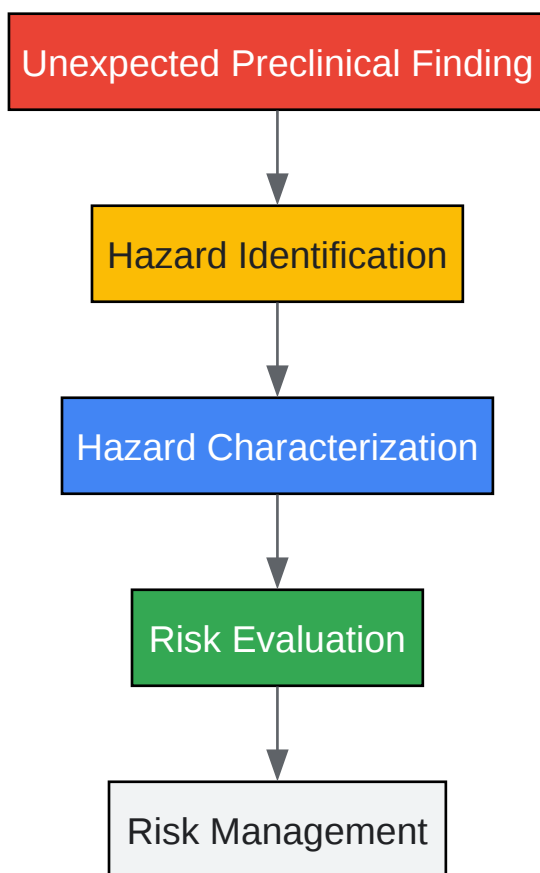 Unexpected Preclinical Finding
Hazard Identification
Hazard Characterization
Risk Evaluation
Risk Management